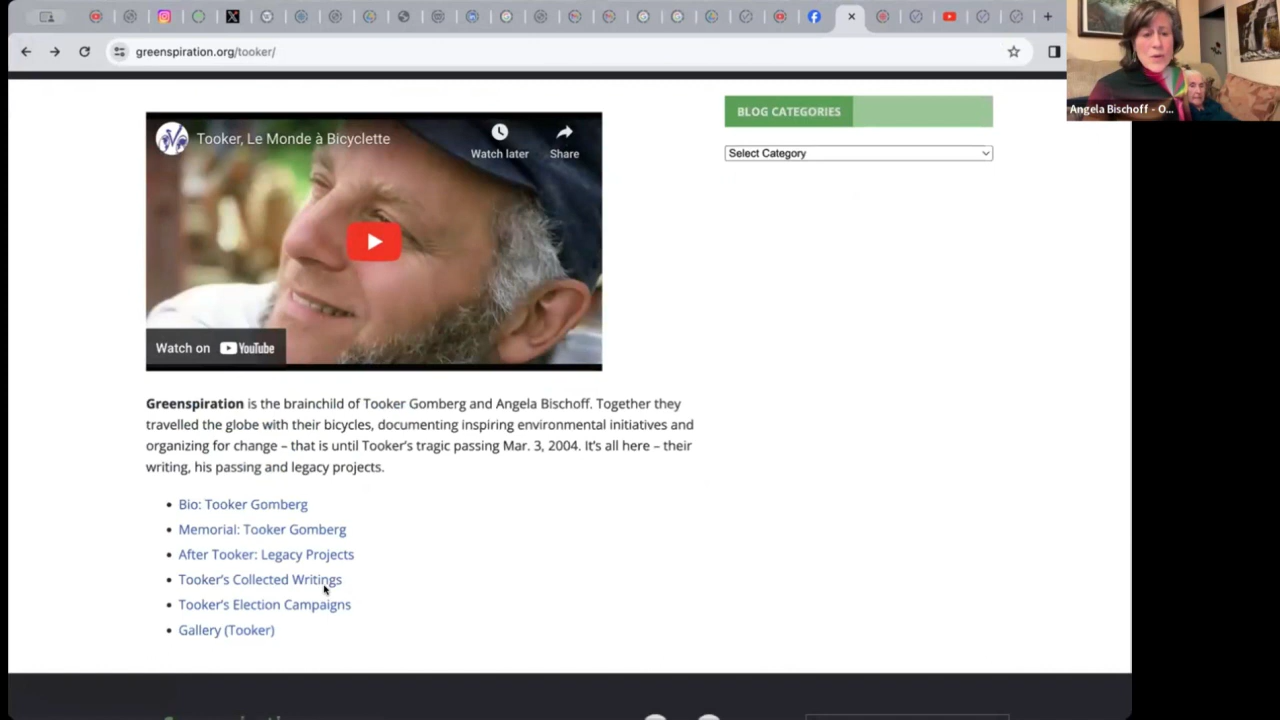 greenspiration.org/tooker/
Angela Bischoff - O...
BLOG CATEGORIES
Select Category
Tooker, Le Monde à Bicyclette
Watch later
Share
Watch on YouTube
Greenspiration is the brainchild of Tooker Gomberg and Angela Bischoff. Together they
travelled the globe with their bicycles, documenting inspiring environmental initiatives and
organizing for change – that is until Tooker's tragic passing Mar. 3, 2004. It's all here – their
writing, his passing and legacy projects.
• Bio: Tooker Gomberg
• Memorial: Tooker Gomberg
• After Tooker: Legacy Projects
• Tooker's Collected Writings
• Tooker's Election Campaigns
• Gallery (Tooker)